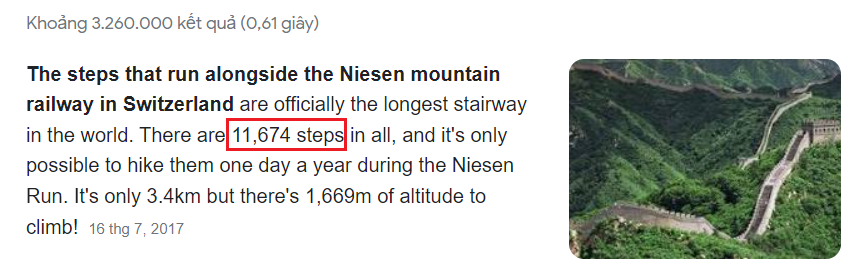 Khoảng 3.260.000 kết quả (0,61 giây)
The steps that run alongside the Niesen mountain
railway in Switzerland are officially the longest stairway
in the world. There are 11,674 steps in all, and it's only
possible to hike them one day a year during the Niesen
Run. It's only 3.4km but there's 1,669m of altitude to
climb! 16 thg 7, 2017